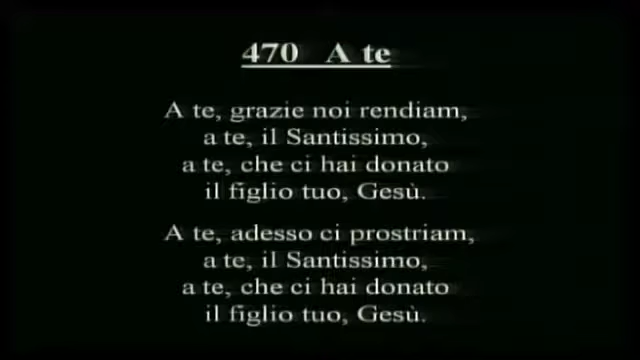 470 A te
A te, grazie noi rendiam,
a te, il Santissimo,
a te, che ci hai donato
il figlio tuo, Gesù.
A te, adesso ci prostriam,
a te, il Santissimo,
a te, che ci hai donato
il figlio tuo, Gesù.